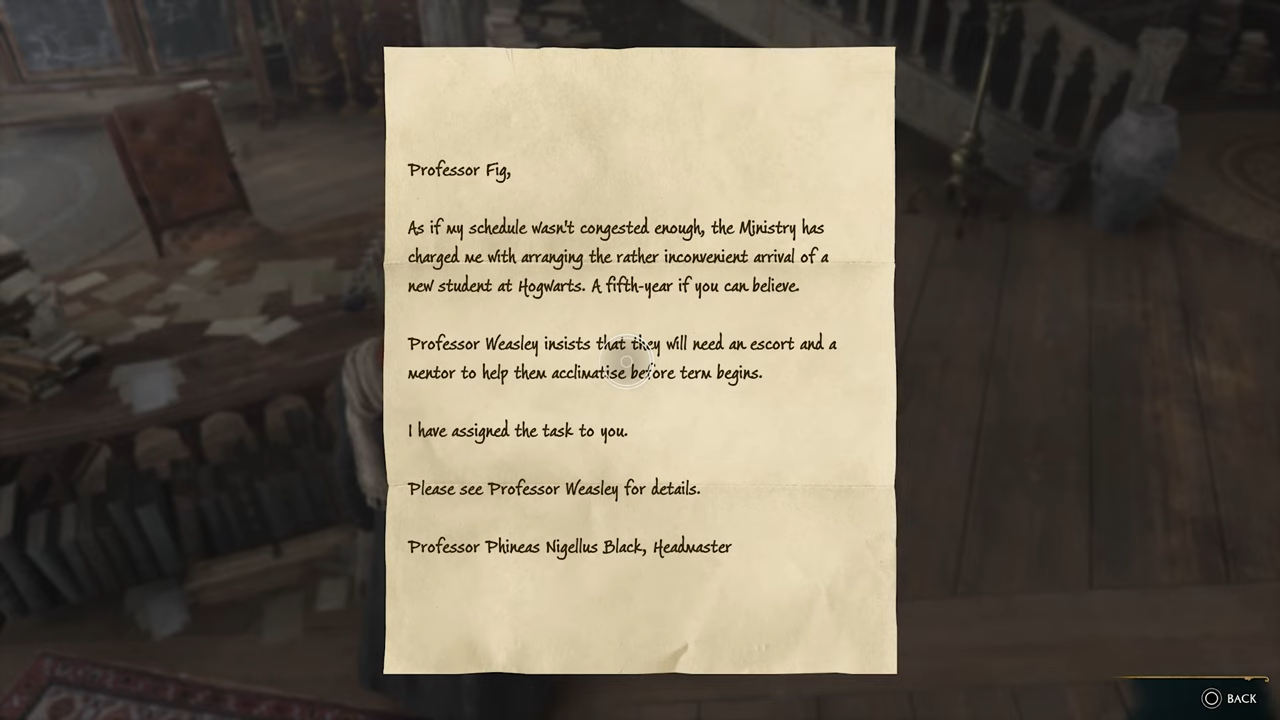 Professor Fig,
As if my schedule wasn't congested enough, the Ministry has
charged me with arranging the rather inconvenient arrival of a
new student at Hogwarts. A fifth-year if you can believe.
Professor Weasley insists that they will need an escort and a
mentor to help them acclimatise before term begins.
I have assigned the task to you.
Please see Professor Weasley for details.
Professor Phineas Nigellus Black, Headmaster
BACK